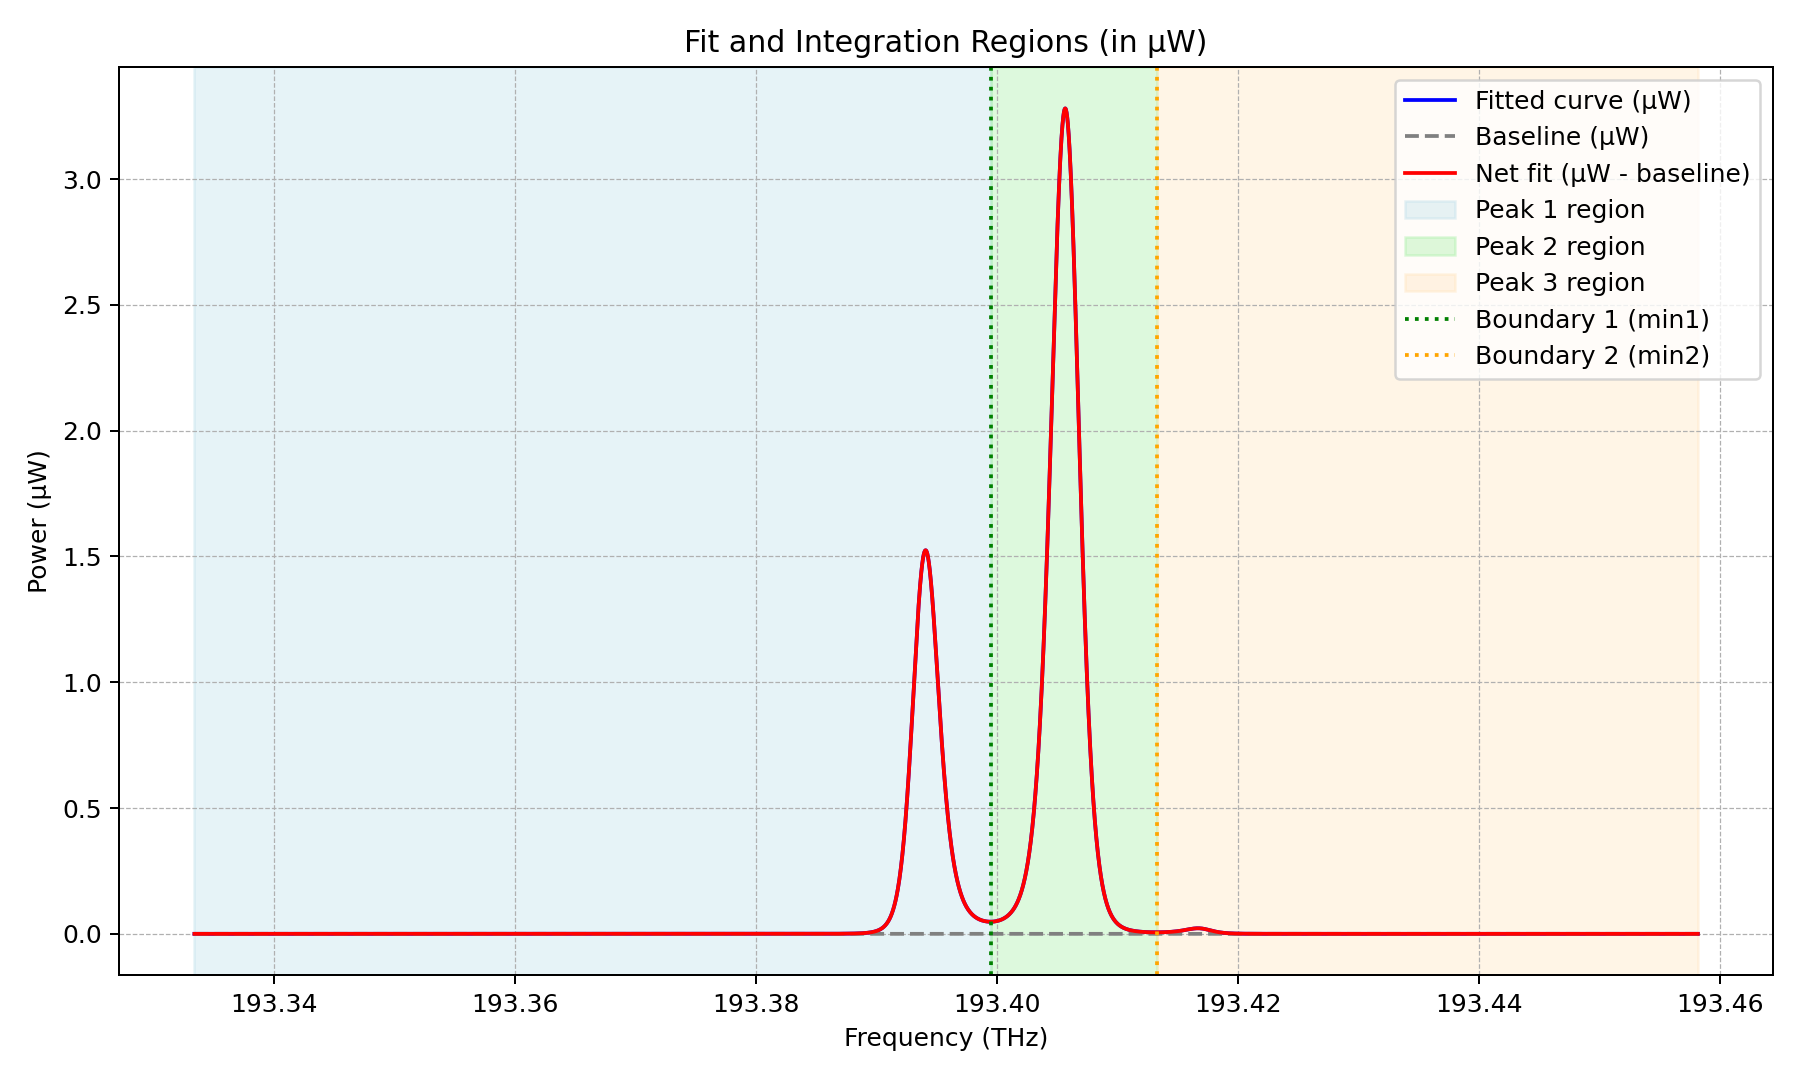 Fit and Integration Regions (in µW)
Fitted curve (µW)
Baseline (µW)
Net fit (µW - baseline)
Peak 1 region
Peak 2 region
Peak 3 region
Boundary 1 (min1)
Boundary 2 (min2)
Power (µW)
3.0
2.5
2.0
1.5
1.0
0.5
0.0
193.34 193.36 193.38 193.40 193.42 193.44 193.46
Frequency (THz)